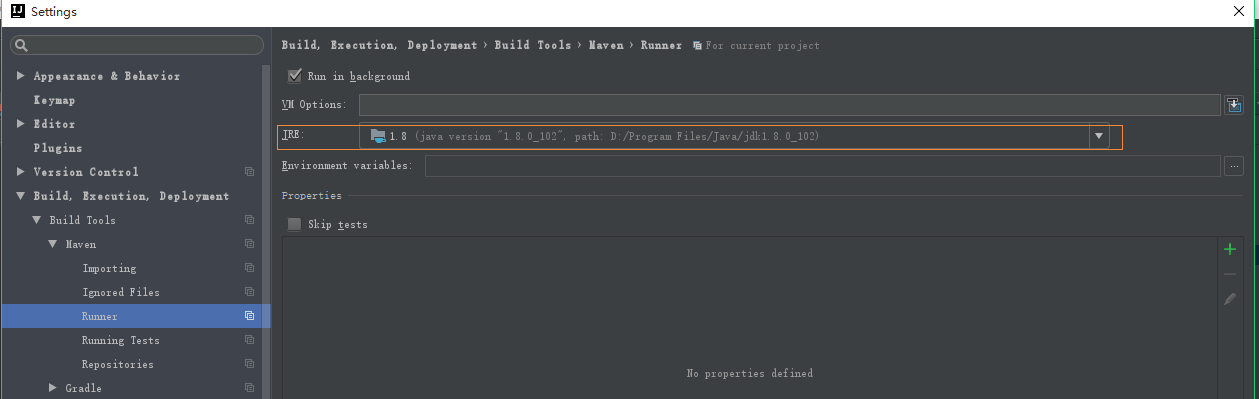 IJ Settings
Build, Execution, Deployment › Build Tools › Maven › Runner For current project
Appearance & Behavior
Keymap
Editor
Plugins
Version Control
Build, Execution, Deployment
Build Tools
Maven
Importing
Ignored Files
Runner
Running Tests
Repositories
Gradle
Run in background
VM Options:
JRE: 1.8 (java version "1.8.0_102", path: D:/Program Files/Java/jdk1.8.0_102)
Environment variables: ...
Properties
Skip tests
No properties defined